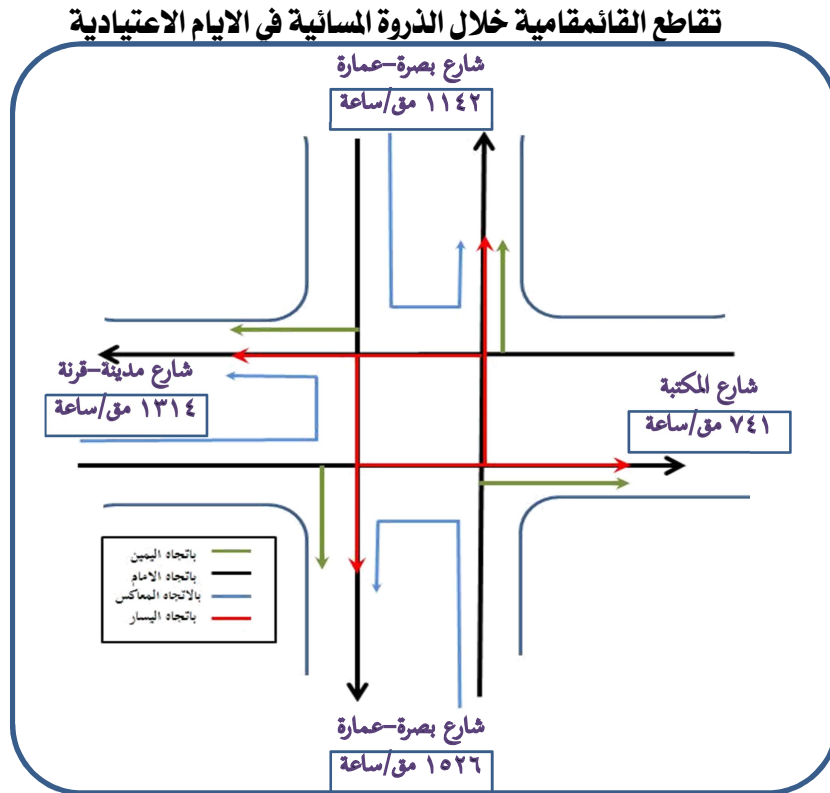 تقاطع القائمقامية خلال الذروة المسائية في الايام الاعتيادية
شارع بصرة-عمارة
١١٤٢ مق/ساعة
شارع مدينة-قرنة
١٣١٤ مق/ساعة
شارع المكتبة
٧٤١ مق/ساعة
باتجاه اليمين
باتجاه الامام
بالاتجاه المعاكس
باتجاه اليسار
شارع بصرة-عمارة
١٥٢٦ مق/ساعة